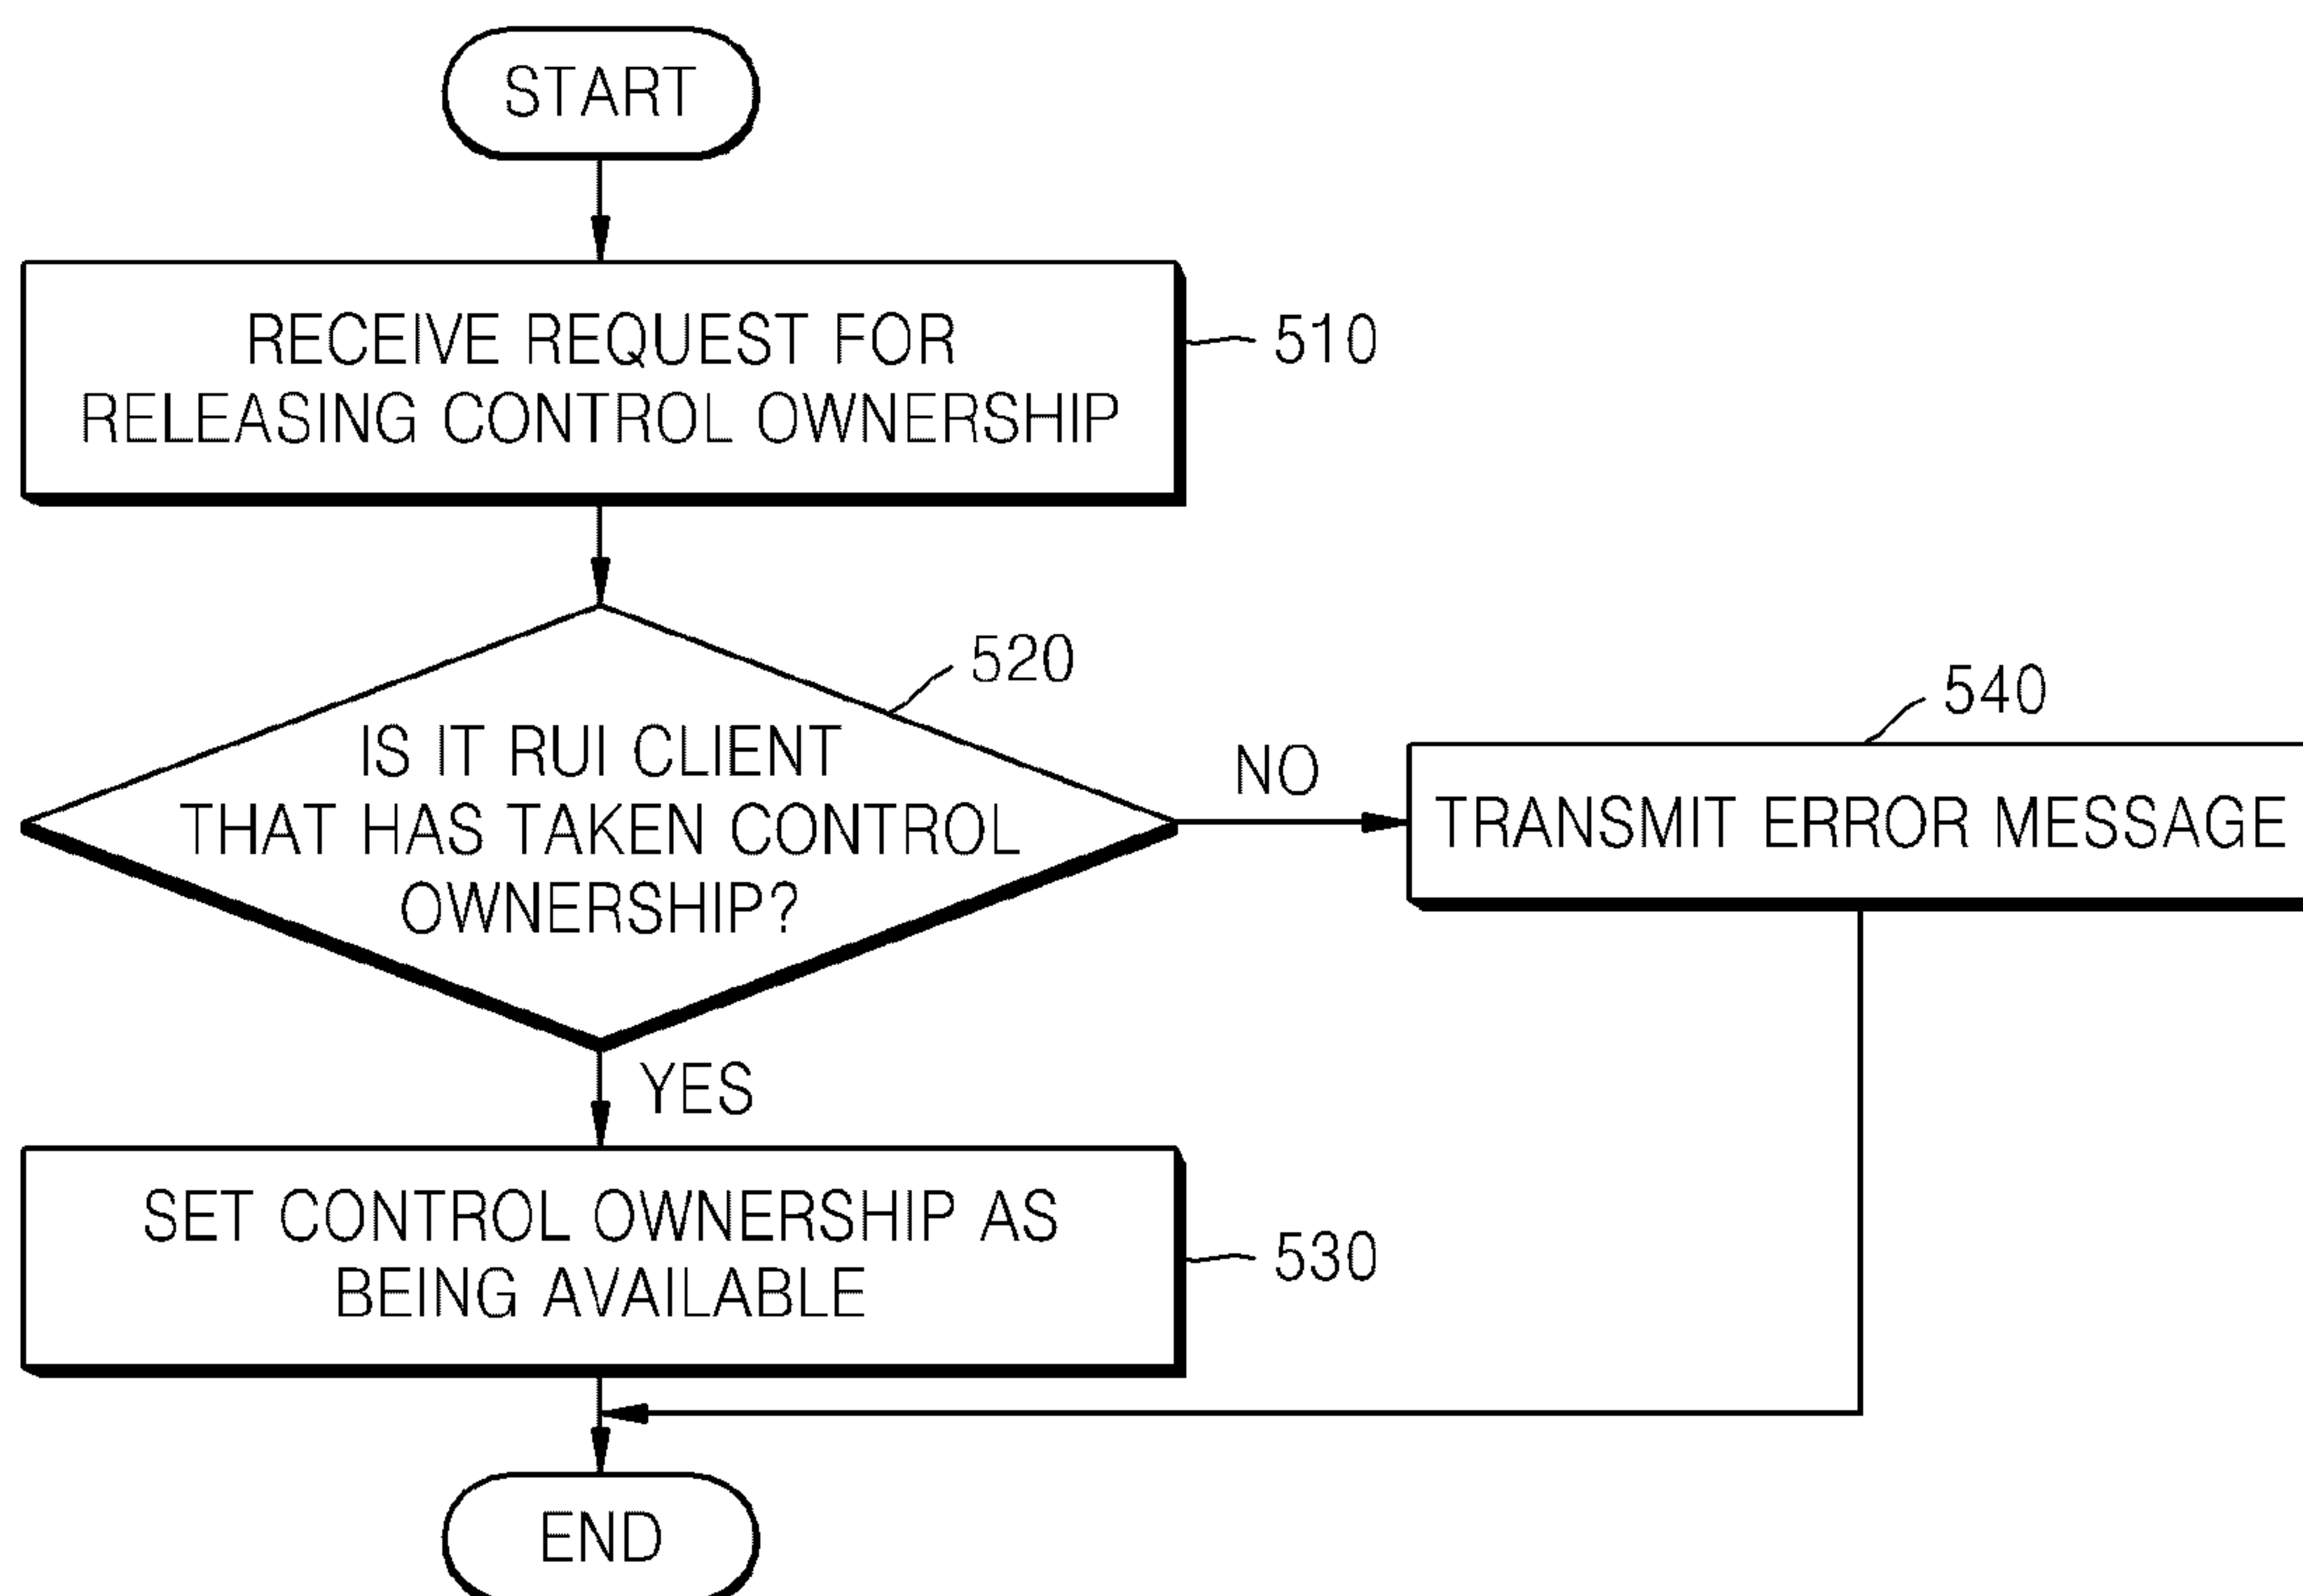 START
RECEIVE REQUEST FOR
RELEASING CONTROL OWNERSHIP
510
520
IS IT RUI CLIENT
THAT HAS TAKEN CONTROL
OWNERSHIP?
NO
540
TRANSMIT ERROR MESSAGE
YES
SET CONTROL OWNERSHIP AS
BEING AVAILABLE
530
END